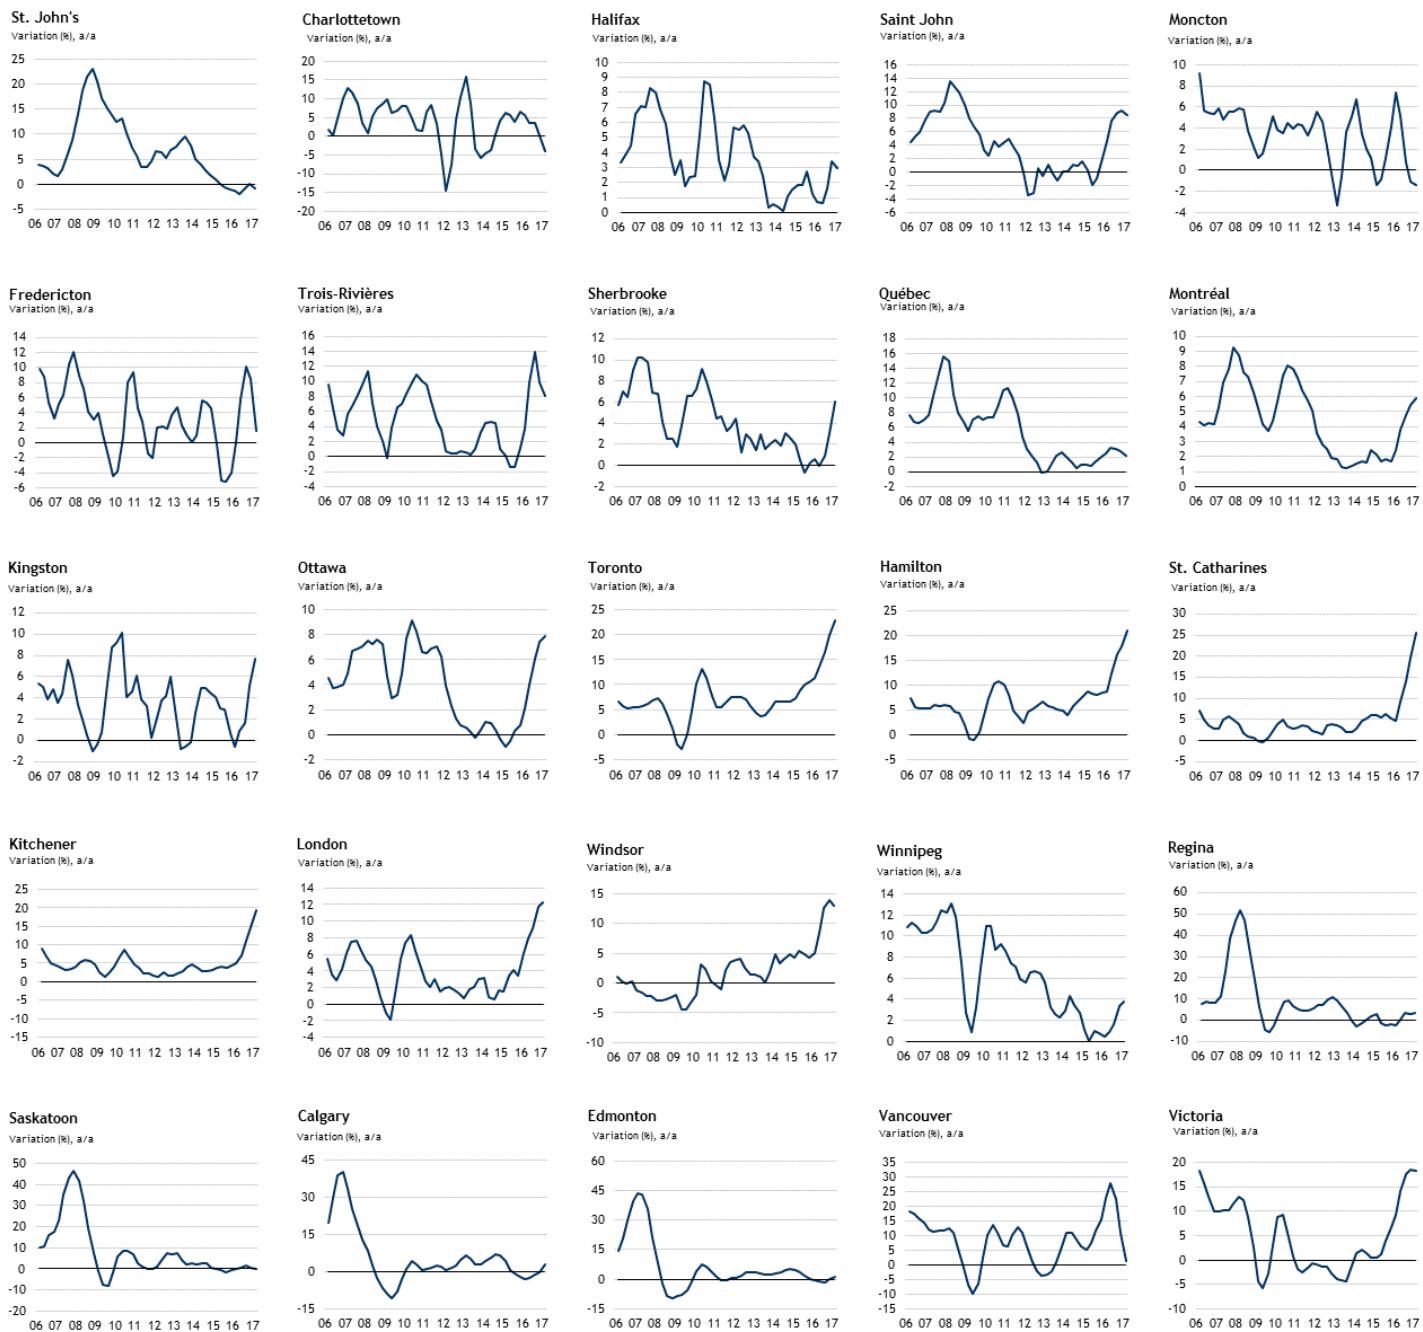 St. John's
Variation (%), a/a
25
20
15
10
5
0
-5
06 07 08 09 10 11 12 13 14 15 16 17
Charlottetown
Variation (%), a/a
20
15
10
5
0
-5
-10
-15
-20
06 07 08 09 10 11 12 13 14 15 16 17
Halifax
Variation (%), a/a
10
9
8
7
6
5
4
3
2
1
0
06 07 08 09 10 11 12 13 14 15 16 17
Saint John
Variation (%), a/a
16
14
12
10
8
6
4
2
0
-2
-4
-6
06 07 08 09 10 11 12 13 14 15 16 17
Moncton
Variation (%), a/a
10
8
6
4
2
0
-2
-4
06 07 08 09 10 11 12 13 14 15 16 17
Fredericton
Variation (%), a/a
14
12
10
8
6
4
2
0
-2
-4
-6
06 07 08 09 10 11 12 13 14 15 16 17
Trois-Rivières
Variation (%), a/a
16
14
12
10
8
6
4
2
0
-2
-4
06 07 08 09 10 11 12 13 14 15 16 17
Sherbrooke
Variation (%), a/a
12
10
8
6
4
2
0
-2
06 07 08 09 10 11 12 13 14 15 16 17
Québec
Variation (%), a/a
18
16
14
12
10
8
6
4
2
0
-2
06 07 08 09 10 11 12 13 14 15 16 17
Montréal
Variation (%), a/a
10
9
8
7
6
5
4
3
2
1
0
06 07 08 09 10 11 12 13 14 15 16 17
Kingston
Variation (%), a/a
12
10
8
6
4
2
0
-2
06 07 08 09 10 11 12 13 14 15 16 17
Ottawa
Variation (%), a/a
10
8
6
4
2
0
-2
06 07 08 09 10 11 12 13 14 15 16 17
Toronto
Variation (%), a/a
25
20
15
10
5
0
-5
06 07 08 09 10 11 12 13 14 15 16 17
Hamilton
Variation (%), a/a
25
20
15
10
5
0
-5
06 07 08 09 10 11 12 13 14 15 16 17
St. Catharines
Variation (%), a/a
30
25
20
15
10
5
0
-5
06 07 08 09 10 11 12 13 14 15 16 17
Kitchener
Variation (%), a/a
25
20
15
10
5
0
-5
-10
-15
06 07 08 09 10 11 12 13 14 15 16 17
London
Variation (%), a/a
14
12
10
8
6
4
2
0
-2
-4
06 07 08 09 10 11 12 13 14 15 16 17
Windsor
Variation (%), a/a
15
10
5
0
-5
-10
06 07 08 09 10 11 12 13 14 15 16 17
Winnipeg
Variation (%), a/a
14
12
10
8
6
4
2
0
06 07 08 09 10 11 12 13 14 15 16 17
Regina
Variation (%), a/a
60
50
40
30
20
10
0
-10
06 07 08 09 10 11 12 13 14 15 16 17
Saskatoon
Variation (%), a/a
50
40
30
20
10
0
-10
-20
06 07 08 09 10 11 12 13 14 15 16 17
Calgary
Variation (%), a/a
45
30
15
0
-15
06 07 08 09 10 11 12 13 14 15 16 17
Edmonton
Variation (%), a/a
60
45
30
15
0
-15
06 07 08 09 10 11 12 13 14 15 16 17
Vancouver
Variation (%), a/a
35
30
25
20
15
10
5
0
-5
-10
-15
06 07 08 09 10 11 12 13 14 15 16 17
Victoria
Variation (%), a/a
20
15
10
5
0
-5
-10
06 07 08 09 10 11 12 13 14 15 16 17